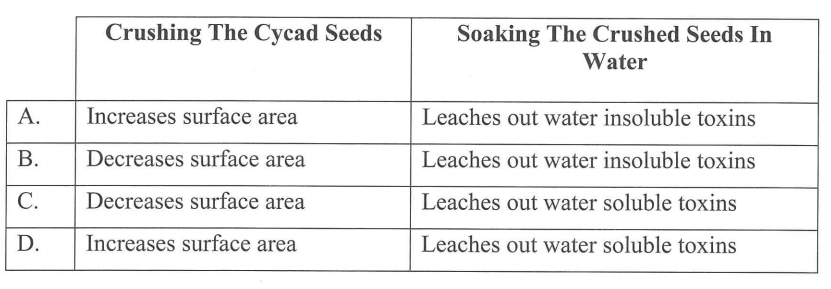 Crushing The Cycad Seeds Soaking The Crushed Seeds In
Water
A. Increases surface area Leaches out water insoluble toxins
B. Decreases surface area Leaches out water insoluble toxins
C. Decreases surface area Leaches out water soluble toxins
D. Increases surface area Leaches out water soluble toxins